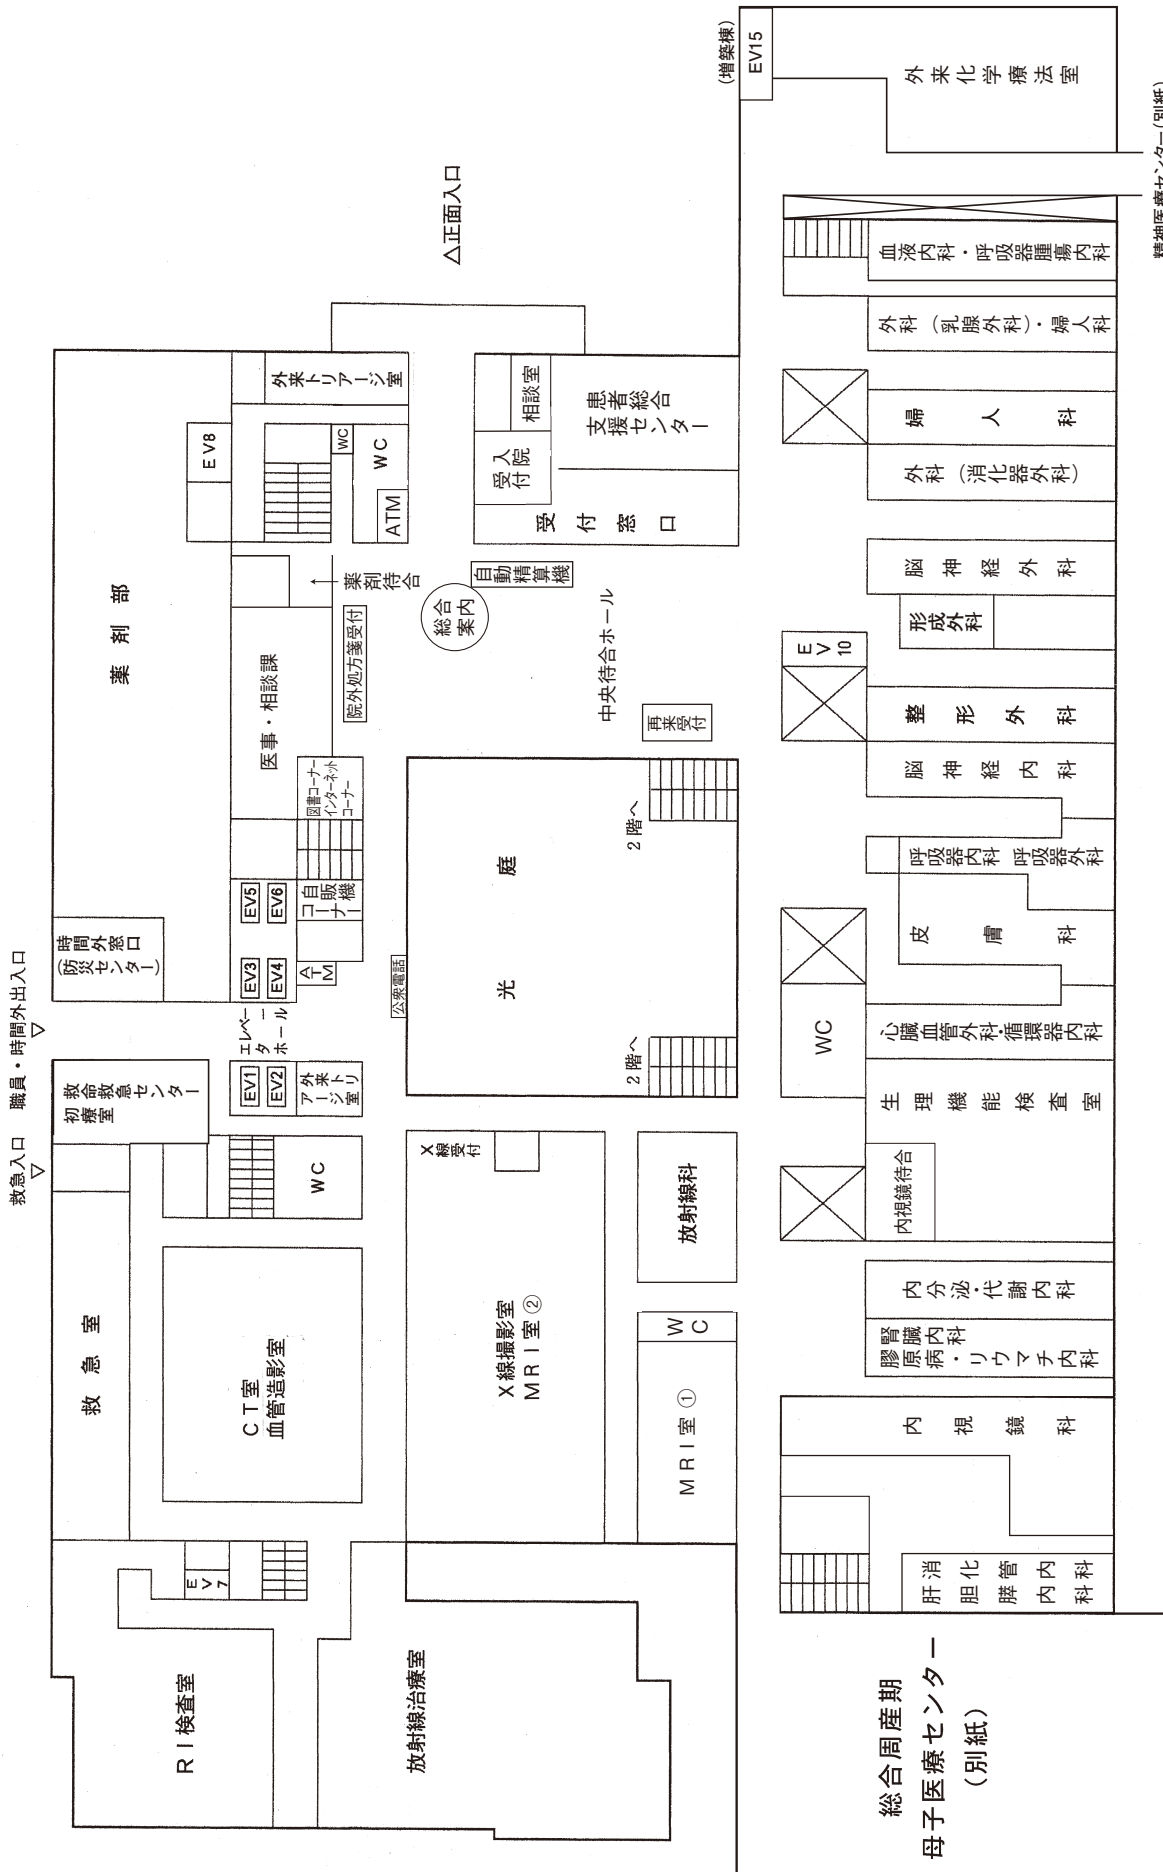 救急入口
▽
職員・時間外出入口
▽
救急室
初療室
救命救急センター
時間外窓口
(防災センター)
薬剤部
RI検査室
EV7
CT室
血管造影室
WC
EV1
EV2
外来トリ
アージ室
エレベー
ター
ホール
EV3
EV4
EV5
EV6
ATM
自販機
コーナー
図書コーナー
インターネット
コーナー
医事・相談課
院外処方箋受付
薬剤
待合
EV8
WC
WC
ATM
外来トリアージ室
△正面入口
公衆電話
総合
案内
自動精算機
受付窓口
入院
受付
相談室
患者総合
支援センター
中央待合ホール
再来
受付
光庭
2階へ
2階へ
放射線治療室
X線撮影室
MRI室②
X線
受付
放射線科
WC
MRI室①
(増築棟)
EV15
外来化学療法室
精神医療センター(別紙)
総合周産期
母子医療センター
(別紙)
消化管内科
肝胆膵内科
内視鏡科
腎臓内科
膠原病・リウマチ内科
内分泌・代謝内科
内視鏡待合
生理機能検査室
WC
心臓血管外科・循環器内科
皮膚科
呼吸器内科 呼吸器外科
脳神経内科
整形外科
EV10
形成外科
脳神経外科
外科(消化器外科)
婦人科
外科(乳腺外科)・婦人科
血液内科・呼吸器腫瘍内科